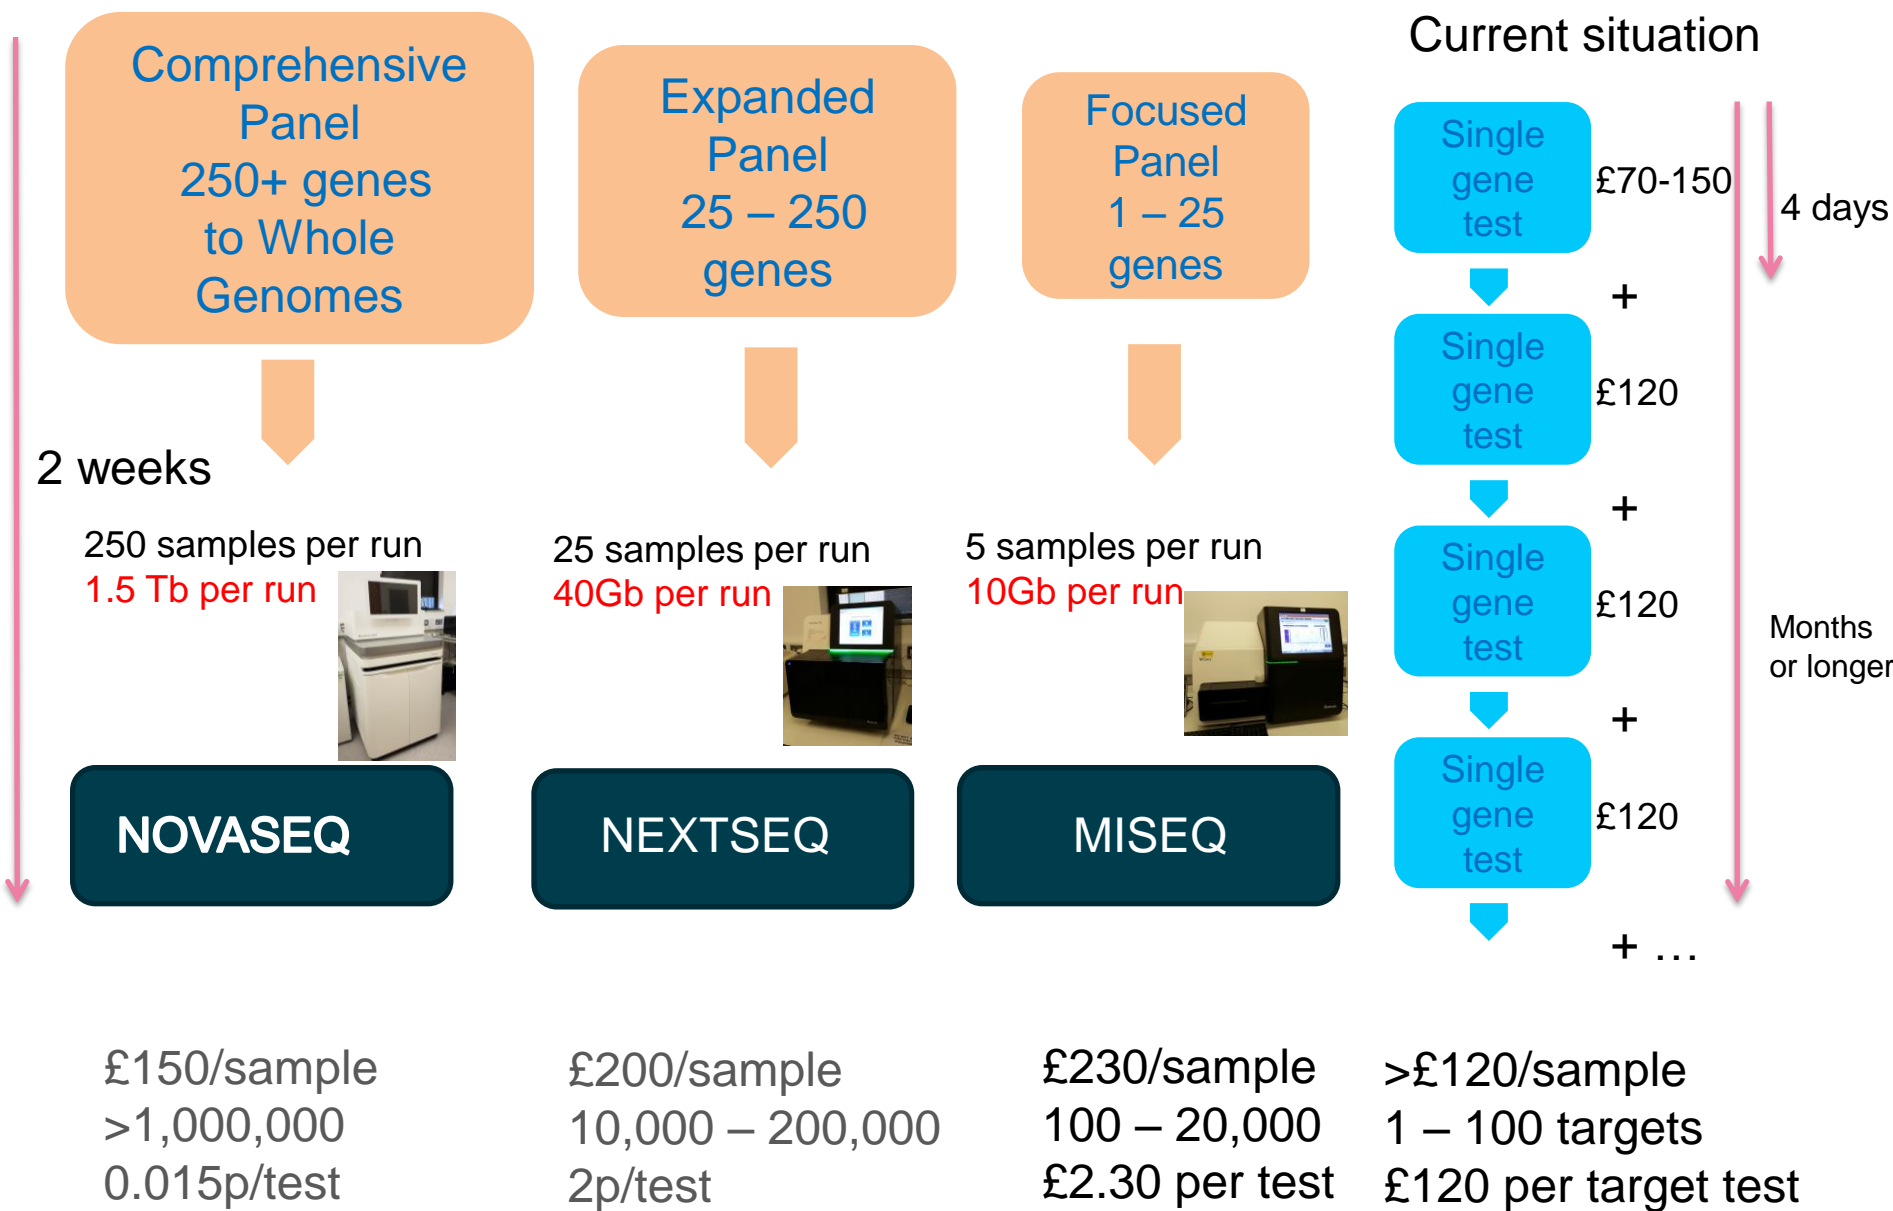 Comprehensive
Panel
250+ genes
to Whole
Genomes
2 weeks
250 samples per run
1.5 Tb per run
NOVASEQ
£150/sample
>1,000,000
0.015p/test
Expanded
Panel
25 – 250
genes
25 samples per run
40Gb per run
NEXTSEQ
£200/sample
10,000 – 200,000
2p/test
Focused
Panel
1 – 25
genes
5 samples per run
10Gb per run
MISEQ
£230/sample
100 – 20,000
£2.30 per test
Current situation
Single
gene
test
£70-150
4 days
+
Single
gene
test
£120
+
Single
gene
test
£120
Months
or longer
+
Single
gene
test
£120
+ ...
>£120/sample
1 – 100 targets
£120 per target test